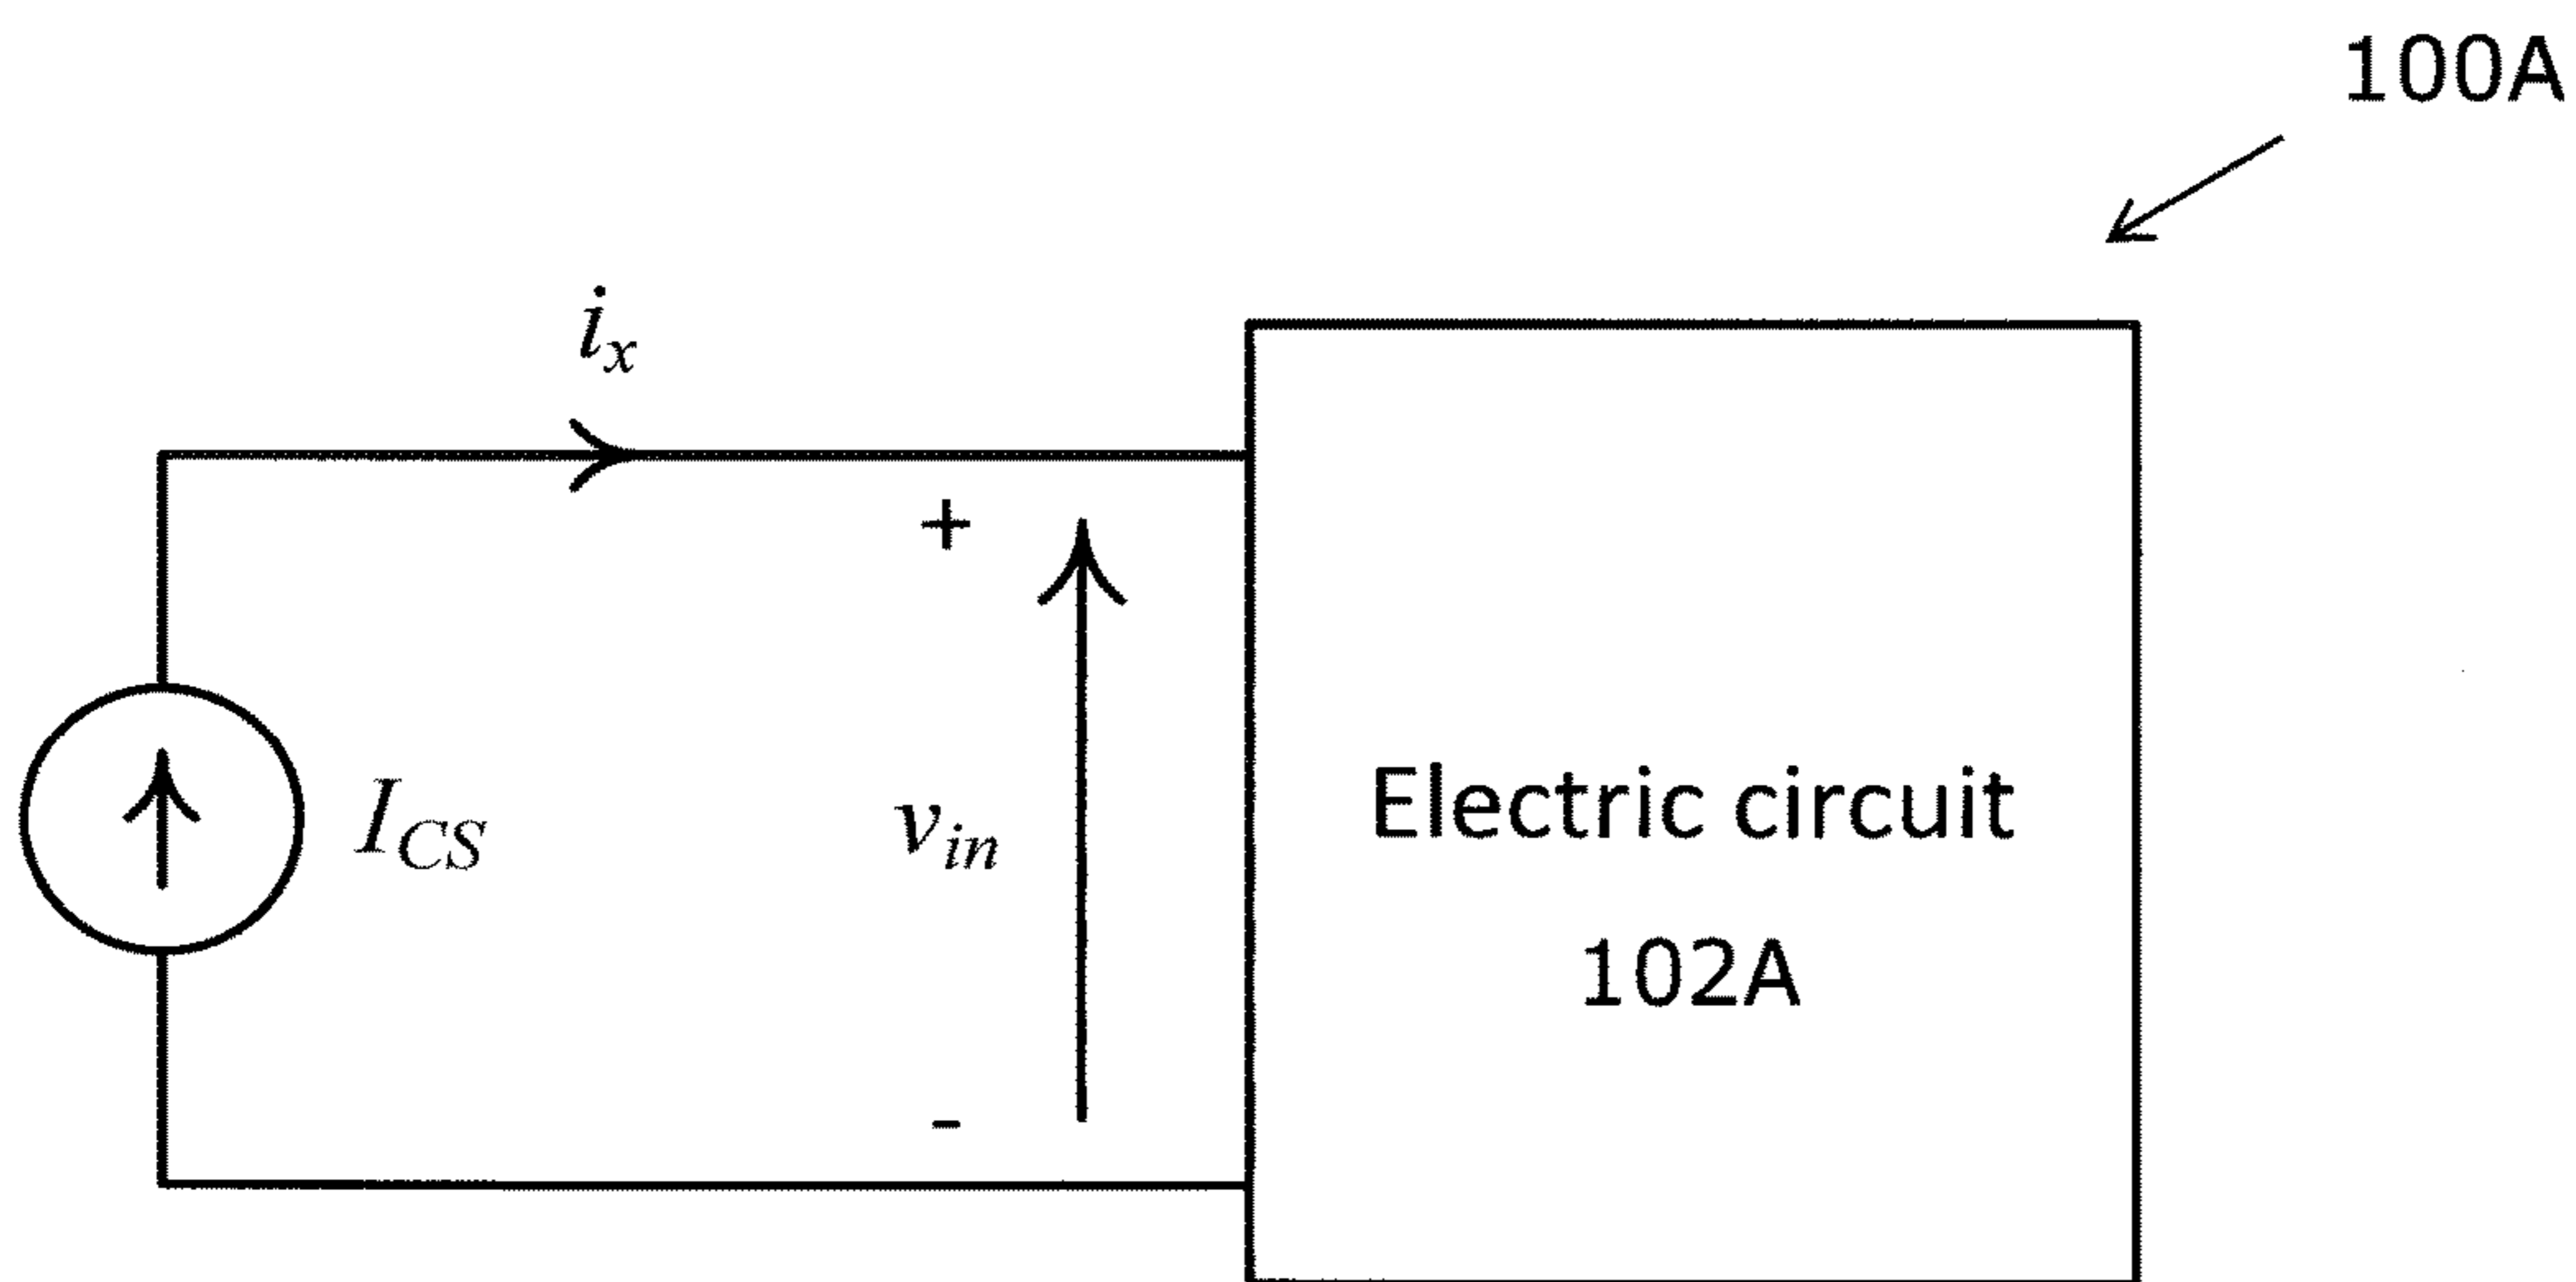 100A
i_x
+
I_CS
v_in
Electric circuit
102A
-